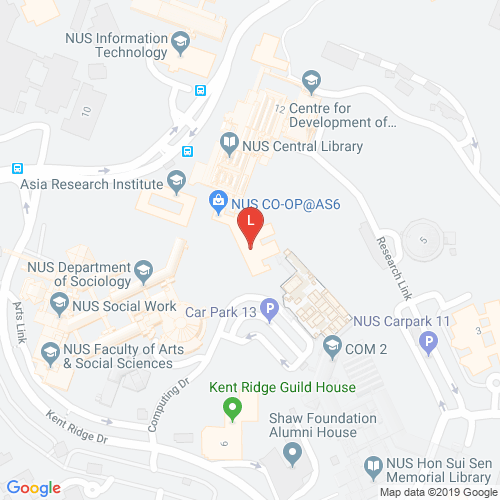 NUS Information
Technology
10
12
Centre for
Development of...
NUS Central Library
Asia Research Institute
NUS CO-OP@AS6
L
5
Research Link
NUS Department of
Sociology
NUS Social Work
Arts Link
Car Park 13
P
NUS Carpark 11
P
3
NUS Faculty of Arts
& Social Sciences
COM 2
Computing Dr
Kent Ridge Guild House
Kent Ridge Dr
9
Shaw Foundation
Alumni House
NUS Hon Sui Sen
Memorial Library
Google
Map data ©2019 Google